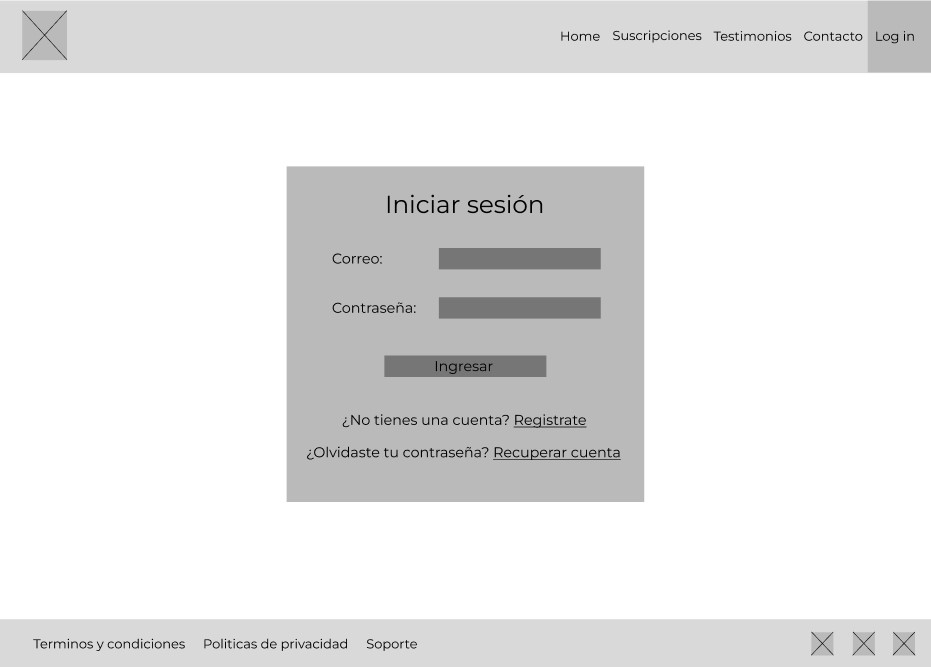 Home Suscripciones Testimonios Contacto Log in
Iniciar sesión
Correo:
Contraseña:
Ingresar
¿No tienes una cuenta? Registrate
¿Olvidaste tu contraseña? Recuperar cuenta
Terminos y condiciones Politicas de privacidad Soporte